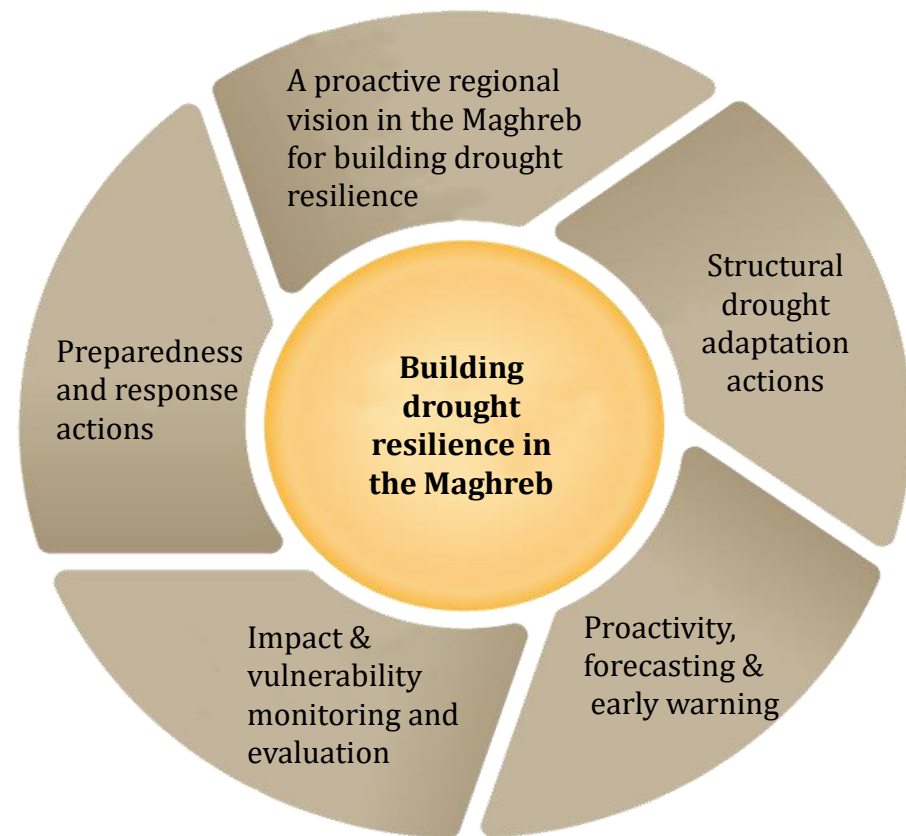 A proactive regional
vision in the Maghreb
for building drought
resilience
Structural
drought
adaptation
actions
Proactivity,
forecasting &
early warning
Impact &
vulnerability
monitoring and
evaluation
Preparedness
and response
actions
Building
drought
resilience in
the Maghreb